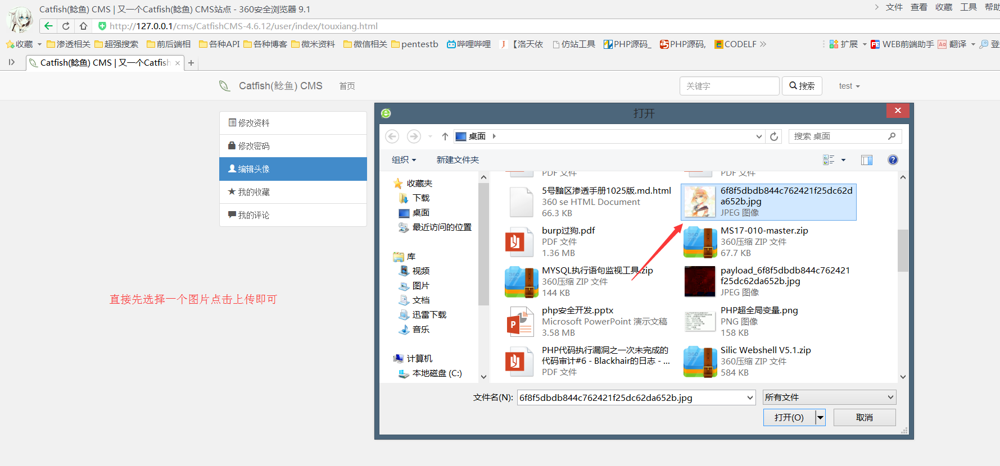 Catfish(鲶鱼) CMS | 又一个Catfish(鲶鱼) CMS站点 - 360安全浏览器 9.1
文件 查看 收藏 工具 帮助
http://127.0.0.1/cms/CatfishCMS-4.6.12/user/index/touxiang.html
收藏 渗透相关 超强搜索 前后端相 各种API 各种博客 微米资料 微信相关 pentestb 哔哩哔哩 【洛天依 仿站工具 PHP源码_ PHP源码, CODELF 扩展 WEB前端助手 翻译
Catfish(鲶鱼) CMS | 又一个Catfish
Catfish(鲶鱼) CMS 首页 关键字 搜索 test
修改资料
修改密码
编辑头像
我的收藏
我的评论
直接先选择一个图片点击上传即可
打开
桌面
搜索 桌面
组织 新建文件夹
收藏夹
下载
桌面
最近访问的位置
库
视频
图片
文档
迅雷下载
音乐
计算机
本地磁盘 (C:)
PDF 文件
PDF 文件
5号黯区渗透手册1025版.md.html
360 se HTML Document
66.3 KB
6f8f5dbdb844c762421f25dc62d
a652b.jpg
JPEG 图像
burp过狗.pdf
PDF 文件
1.36 MB
MS17-010-master.zip
360压缩 ZIP 文件
67.7 KB
MYSQL执行语句监视工具.zip
360压缩 ZIP 文件
144 KB
payload_6f8f5dbdb844c762421
f25dc62da652b.jpg
JPEG 图像
php安全开发.pptx
Microsoft PowerPoint 演示文稿
3.58 MB
PHP超全局变量.png
PNG 图像
158 KB
PHP代码执行漏洞之一次未完成的
代码审计#6 - Blackhair的日志 - ...
PDF 文件
Silic Webshell V5.1.zip
360压缩 ZIP 文件
584 KB
文件名(N): 6f8f5dbdb844c762421f25dc62da652b.jpg 所有文件
打开(O) 取消